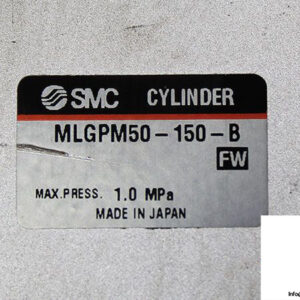 SMC CYLINDER
MLGPM50-150-B
FW
MAX.PRESS. 1.0 MPa
MADE IN JAPAN